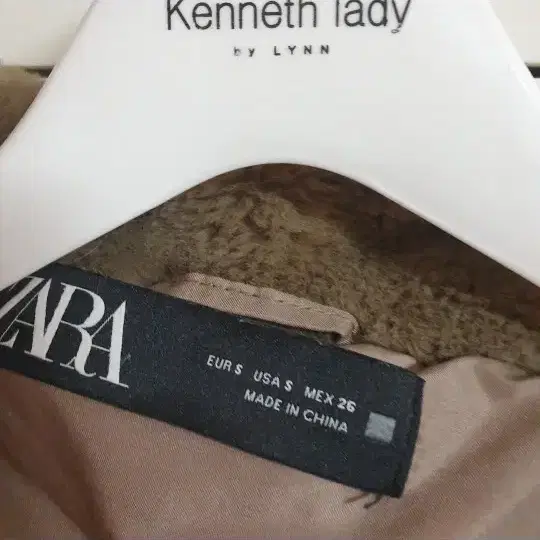 Kenneth lady
by LYNN
ZARA
EUR S USA S MEX 26
MADE IN CHINA